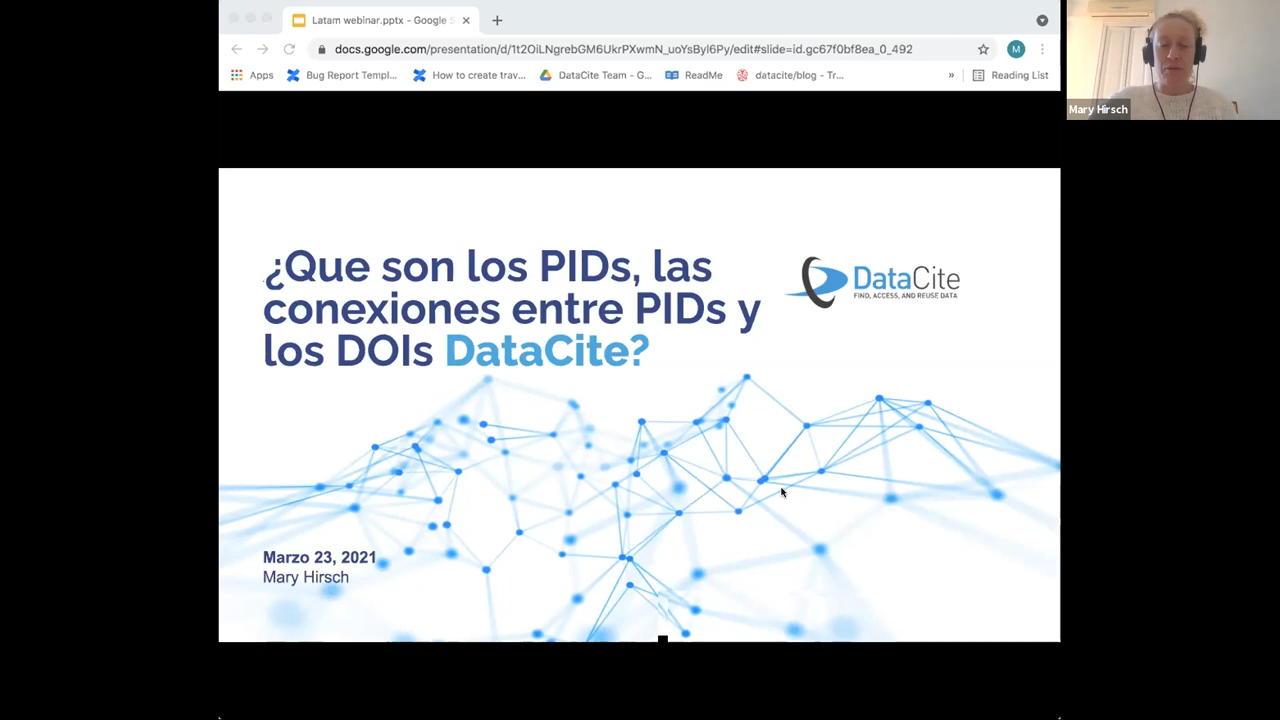 Latam webinar.pptx - Google S
docs.google.com/presentation/d/1t2OiLNgrebGM6UkrPXwmN_uoYsByl6Py/edit#slide=id.gc67f0bf8ea_0_492
M
Apps
Bug Report Templ...
How to create trav...
DataCite Team - G...
ReadMe
datacite/blog - Tr...
»
Reading List
Mary Hirsch
¿Que son los PIDs, las
conexiones entre PIDs y
los DOIs DataCite?
DataCite
FIND, ACCESS, AND REUSE DATA
Marzo 23, 2021
Mary Hirsch